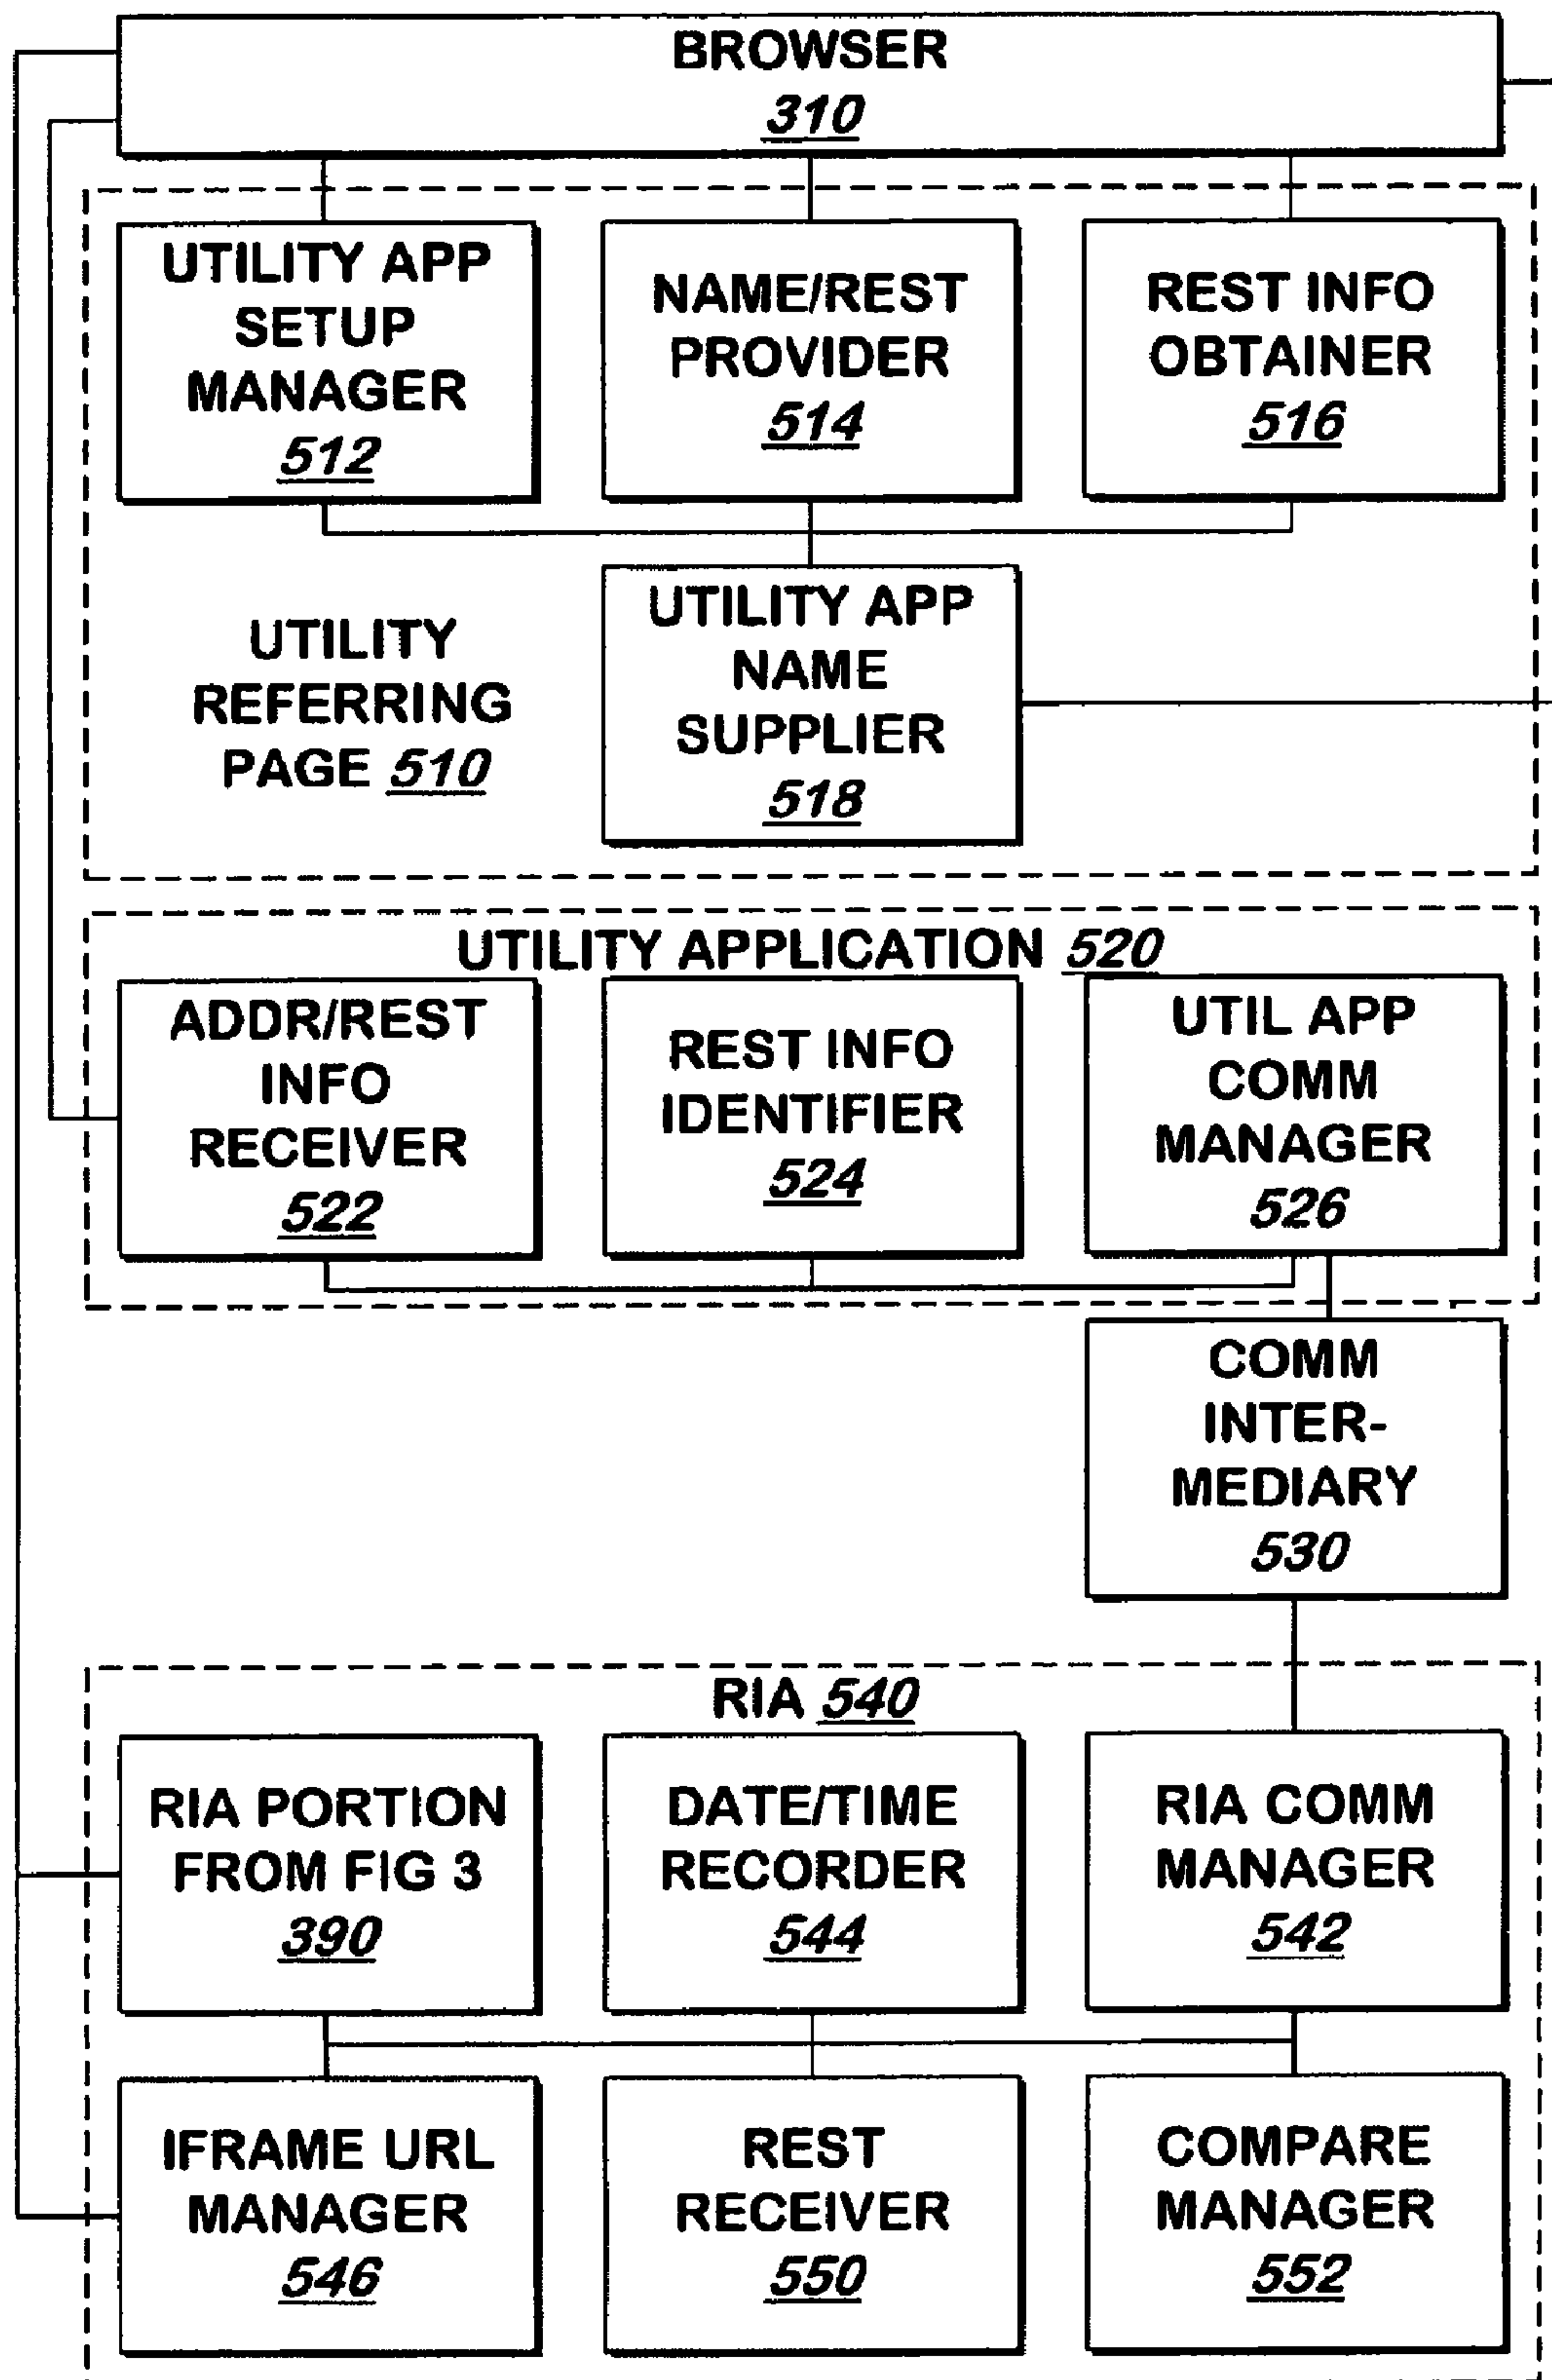 BROWSER
310
UTILITY APP
SETUP
MANAGER
512
NAME/REST
PROVIDER
514
REST INFO
OBTAINER
516
UTILITY
REFERRING
PAGE 510
UTILITY APP
NAME
SUPPLIER
518
UTILITY APPLICATION 520
ADDR/REST
INFO
RECEIVER
522
REST INFO
IDENTIFIER
524
UTIL APP
COMM
MANAGER
526
COMM
INTER-
MEDIARY
530
RIA 540
RIA PORTION
FROM FIG 3
390
DATE/TIME
RECORDER
544
RIA COMM
MANAGER
542
IFRAME URL
MANAGER
546
REST
RECEIVER
550
COMPARE
MANAGER
552